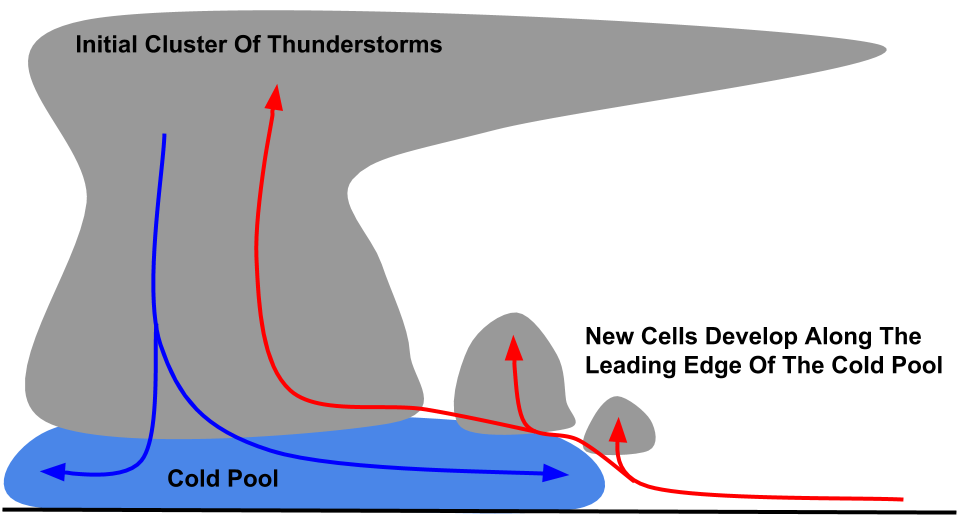 Initial Cluster Of Thunderstorms
New Cells Develop Along The
Leading Edge Of The Cold Pool
Cold Pool